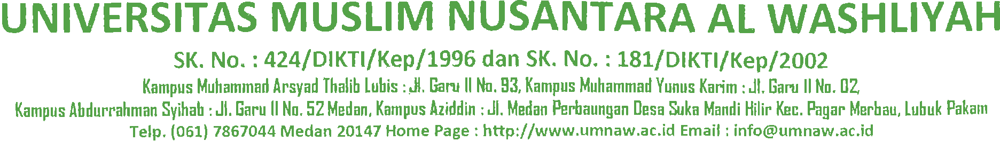 UNIVERSITAS MUSLIM NUSANTARA AL WASHLIYAH
SK. No. : 424/DIKTI/Kep/1996 dan SK. No. : 181/DIKTI/Kep/2002
Kampus Muhammad Arsyad Thalib Lubis : Jl. Garu II No. 93, Kampus Muhammad Yunus Karim : Jl. Garu II No. 02,
Kampus Abdurrahman Syihab : Jl. Garu II No. 52 Medan, Kampus Aziddin : Jl. Medan Perbaungan Desa Suka Mandi Hilir Kec. Pagar Merbau, Lubuk Pakam
Telp. (061) 7867044 Medan 20147 Home Page : http://www.umnaw.ac.id Email : info@umnaw.ac.id